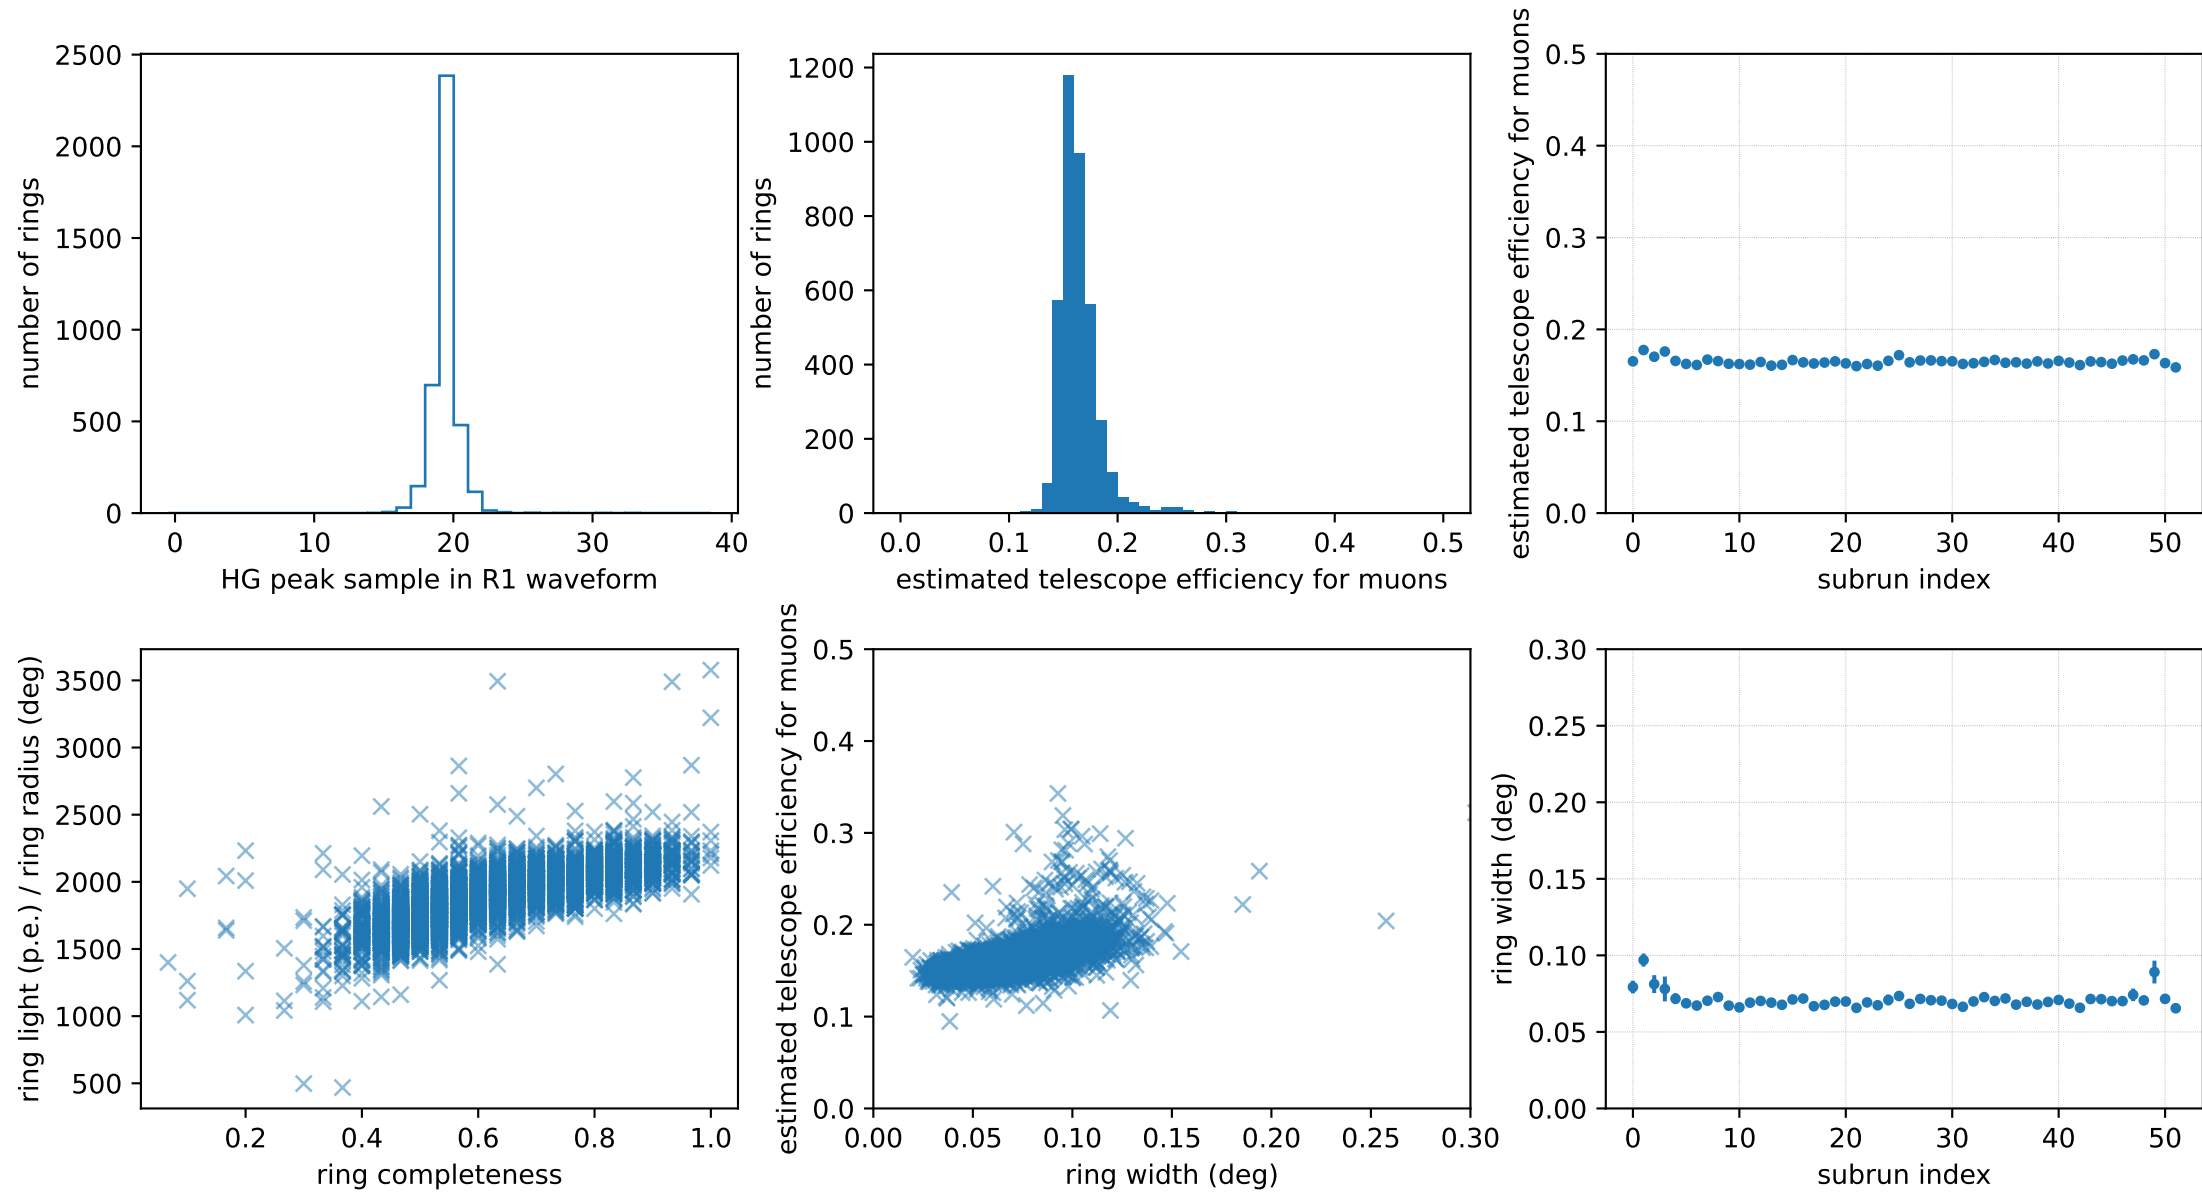 2500
2000
1500
1000
500
0
number of rings
0 10 20 30 40
HG peak sample in R1 waveform
1200
1000
800
600
400
200
0
number of rings
0.0 0.1 0.2 0.3 0.4 0.5
estimated telescope efficiency for muons
0.5
0.4
0.3
0.2
0.1
0.0
estimated telescope efficiency for muons
0 10 20 30 40 50
subrun index
3500
3000
2500
2000
1500
1000
500
ring light (p.e.) / ring radius (deg)
0.2 0.4 0.6 0.8 1.0
ring completeness
0.5
0.4
0.3
0.2
0.1
0.0
estimated telescope efficiency for muons
0.00 0.05 0.10 0.15 0.20 0.25 0.30
ring width (deg)
0.30
0.25
0.20
0.15
0.10
0.05
0.00
ring width (deg)
0 10 20 30 40 50
subrun index